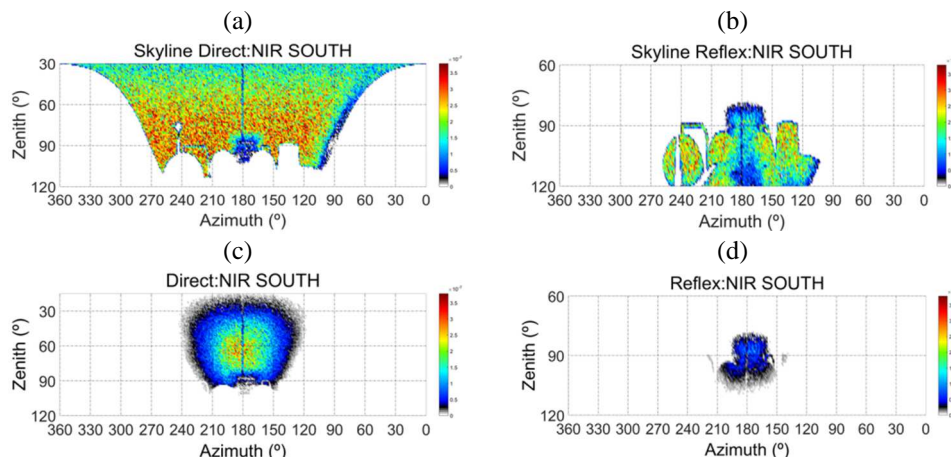 (a)
Skyline Direct:NIR SOUTH
30
60
90
120
Zenith (º)
360 330 300 270 240 210 180 150 120 90 60 30 0
Azimuth (º)
(b)
Skyline Reflex:NIR SOUTH
60
90
120
Zenith (º)
360 330 300 270 240 210 180 150 120 90 60 30 0
Azimuth (º)
(c)
Direct:NIR SOUTH
30
60
90
120
Zenith (º)
360 330 300 270 240 210 180 150 120 90 60 30 0
Azimuth (º)
(d)
Reflex:NIR SOUTH
60
90
120
Zenith (º)
360 330 300 270 240 210 180 150 120 90 60 30 0
Azimuth (º)